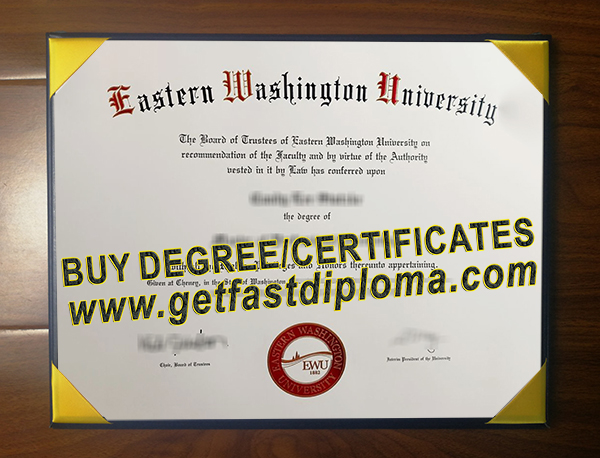 Eastern Washington University
The Board of Trustees of Eastern Washington University on
recommendation of the Faculty and by virtue of the Authority
vested in it by Law has conferred upon
the degree of
BUY DEGREE/CERTIFICATES
and Honors thereunto appertaining.
Given at Cheney, in the State of Washington
www.getfastdiploma.com
Chair, Board of Trustees
EASTERN WASHINGTON
EWU
1882
UNIVERSITY
Interim President of the University